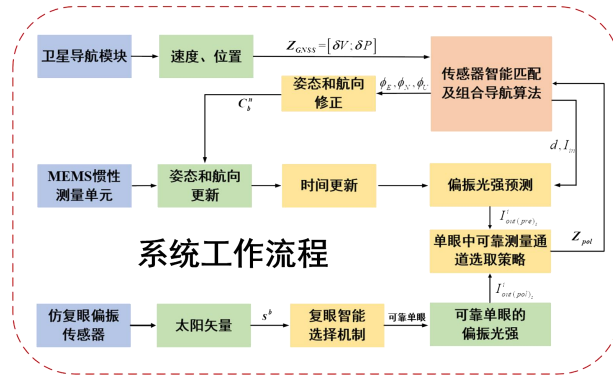 卫星导航模块
速度、位置
Z_GNSS=[δV; δP]
传感器智能匹配
及组合导航算法
姿态和航向
修正
ϕ_E, ϕ_N, ϕ_U
C_b^n
d, I_m
MEMS惯性
测量单元
姿态和航向
更新
时间更新
偏振光强预测
I^i_out(pre)_2
单眼中可靠测量通
道选取策略
Z_pol
系统工作流程
I^i_out(pol)_2
仿复眼偏振
传感器
太阳矢量
s^b
复眼智能
选择机制
可靠单眼
可靠单眼的
偏振光强